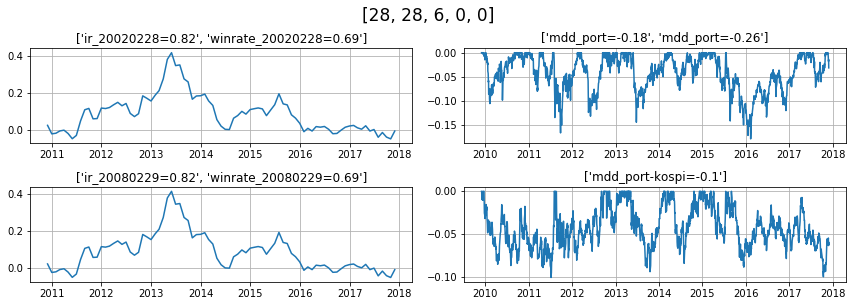 [28, 28, 6, 0, 0]
['ir_20020228=0.82', 'winrate_20020228=0.69']
0.4
0.2
0.0
2011 2012 2013 2014 2015 2016 2017 2018
['mdd_port=-0.18', 'mdd_port=-0.26']
0.00
−0.05
−0.10
−0.15
2010 2011 2012 2013 2014 2015 2016 2017 2018
['ir_20080229=0.82', 'winrate_20080229=0.69']
0.4
0.2
0.0
2011 2012 2013 2014 2015 2016 2017 2018
['mdd_port-kospi=-0.1']
0.00
−0.05
−0.10
2010 2011 2012 2013 2014 2015 2016 2017 2018